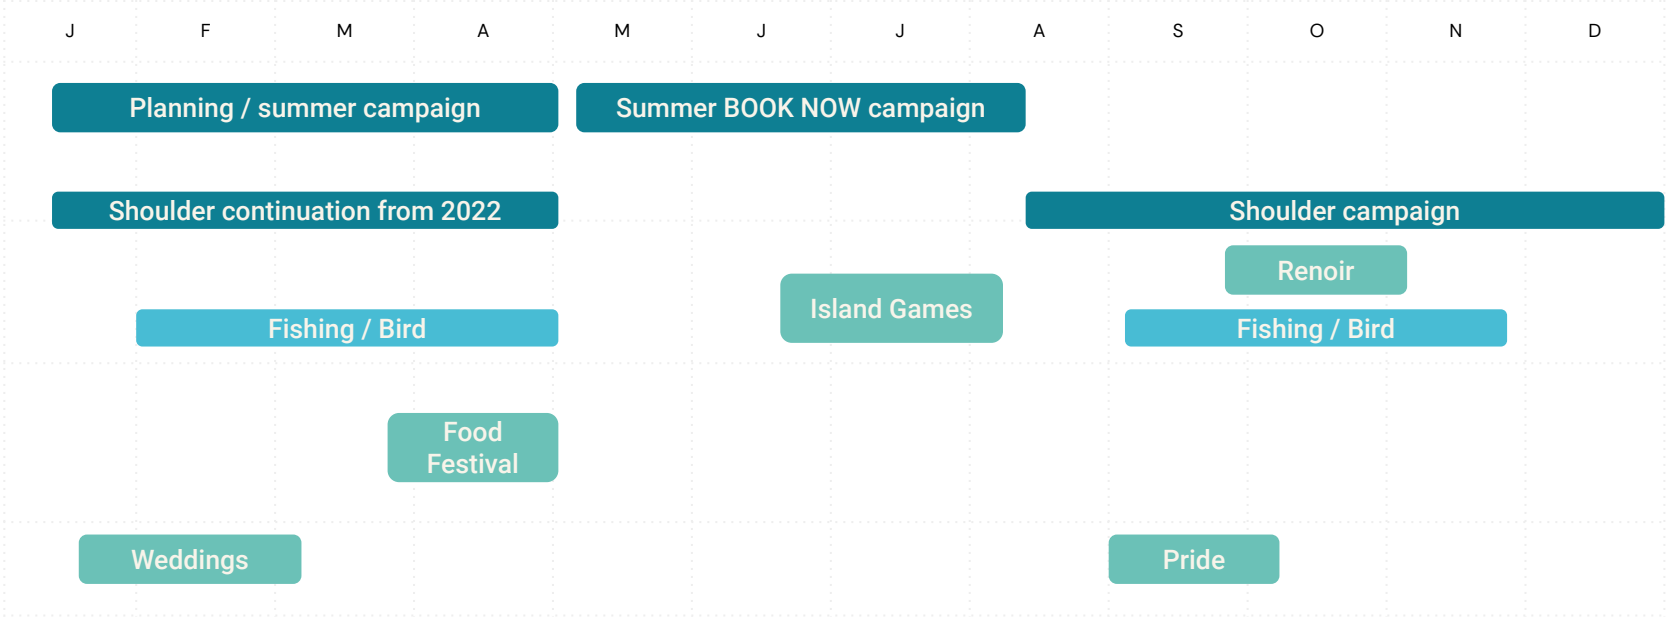 J F M A M J J A S O N D
Planning / summer campaign
Summer BOOK NOW campaign
Shoulder continuation from 2022
Shoulder campaign
Renoir
Island Games
Fishing / Bird
Fishing / Bird
Food
Festival
Weddings
Pride